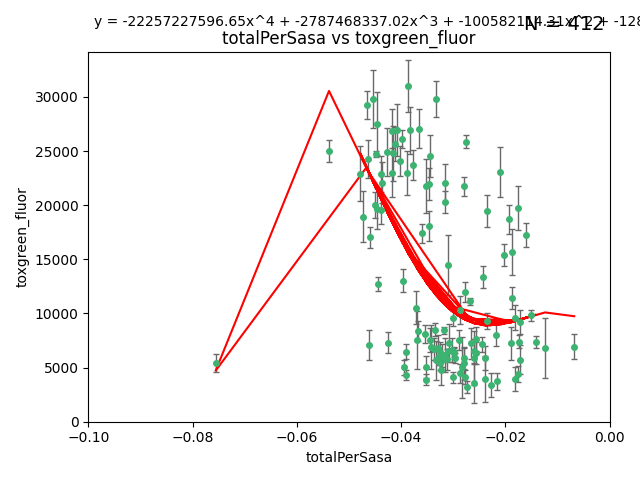 y = -22257227596.65x^4 + -2787468337.02x^3 + + -128
N = 412
totalPerSasa vs toxgreen_fluor
30000
25000
20000
15000
10000
5000
0
toxgreen_fluor
−0.10 −0.08 −0.06 −0.04 −0.02 0.00
totalPerSasa